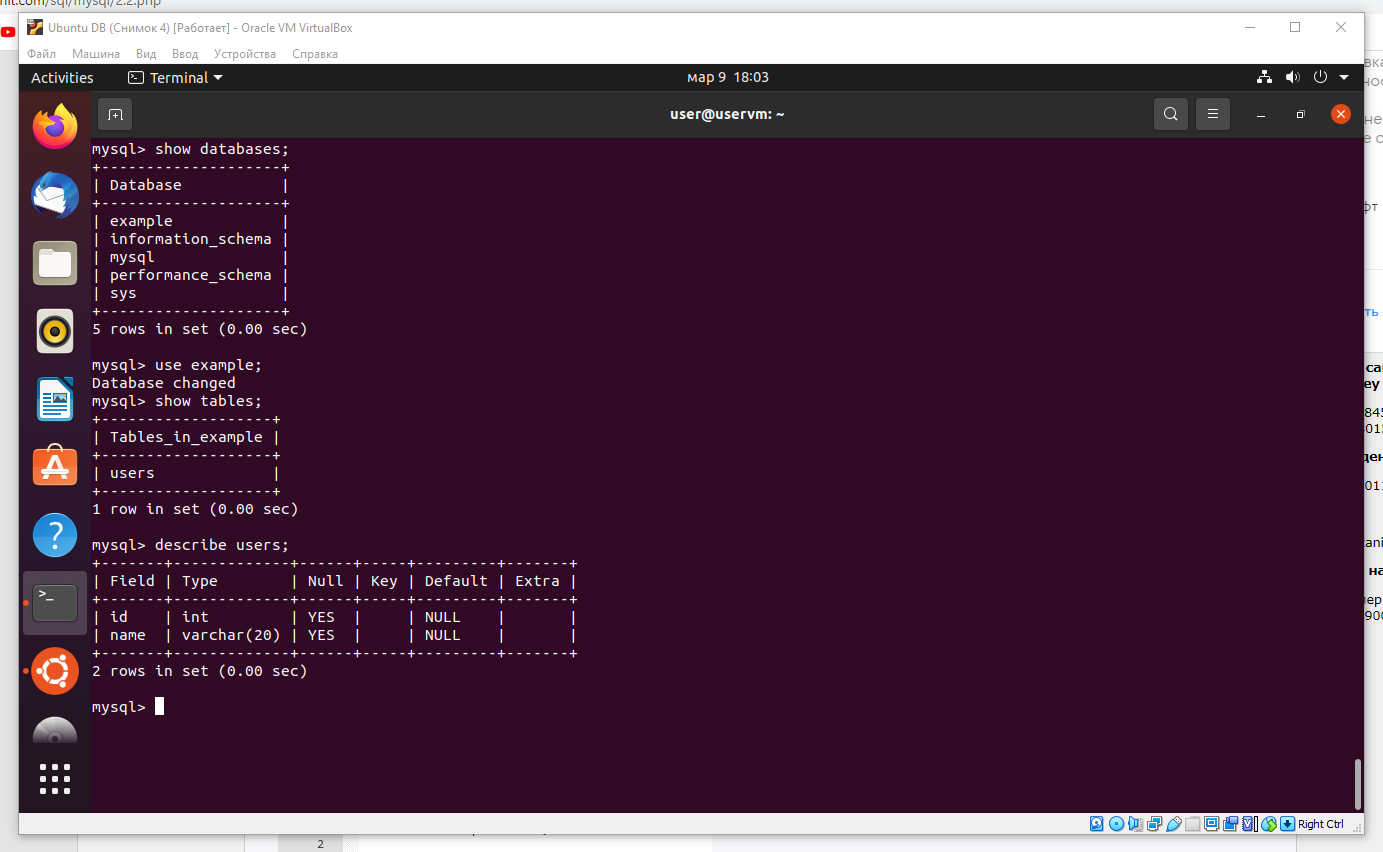 nit.com/sql/mysql/2.2.php
Ubuntu DB (Снимок 4) [Работает] - Oracle VM VirtualBox
Файл Машина Вид Ввод Устройства Справка
Activities Terminal мар 9 18:03
user@uservm: ~
mysql> show databases;
+--------------------+
| Database           |
+--------------------+
| example            |
| information_schema |
| mysql              |
| performance_schema |
| sys                |
+--------------------+
5 rows in set (0.00 sec)
mysql> use example;
Database changed
mysql> show tables;
+-------------------+
| Tables_in_example |
+-------------------+
| users             |
+-------------------+
1 row in set (0.00 sec)
mysql> describe users;
+-------+-------------+------+-----+---------+-------+
| Field | Type        | Null | Key | Default | Extra |
+-------+-------------+------+-----+---------+-------+
| id    | int         | YES  |     | NULL    |       |
| name  | varchar(20) | YES  |     | NULL    |       |
+-------+-------------+------+-----+---------+-------+
2 rows in set (0.00 sec)
mysql>
Right Ctrl
2